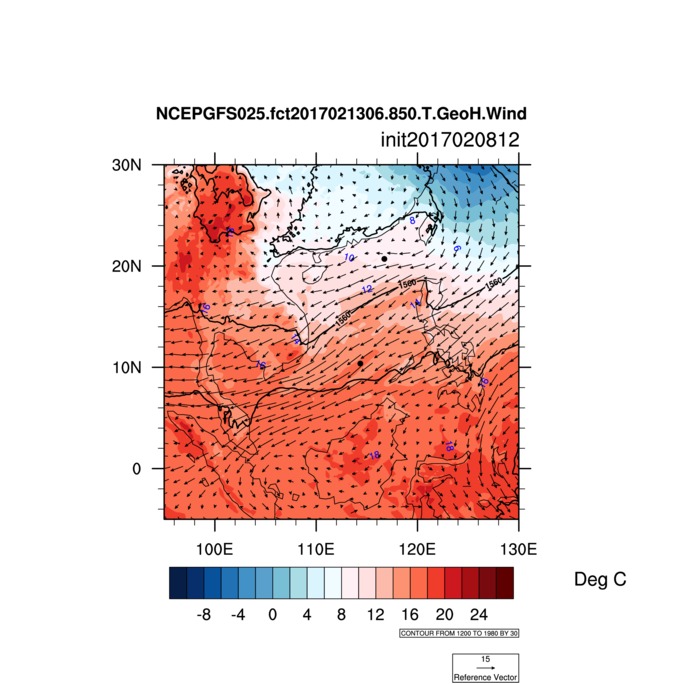 NCEPGFS025.fct2017021306.850.T.GeoH.Wind
init2017020812
30N
20N
10N
0
100E 110E 120E 130E
8
6
10
12
14
14
16
16
16
18
18
1560
1560
1560
-8 -4 0 4 8 12 16 20 24
Deg C
CONTOUR FROM 1200 TO 1980 BY 30
15
Reference Vector